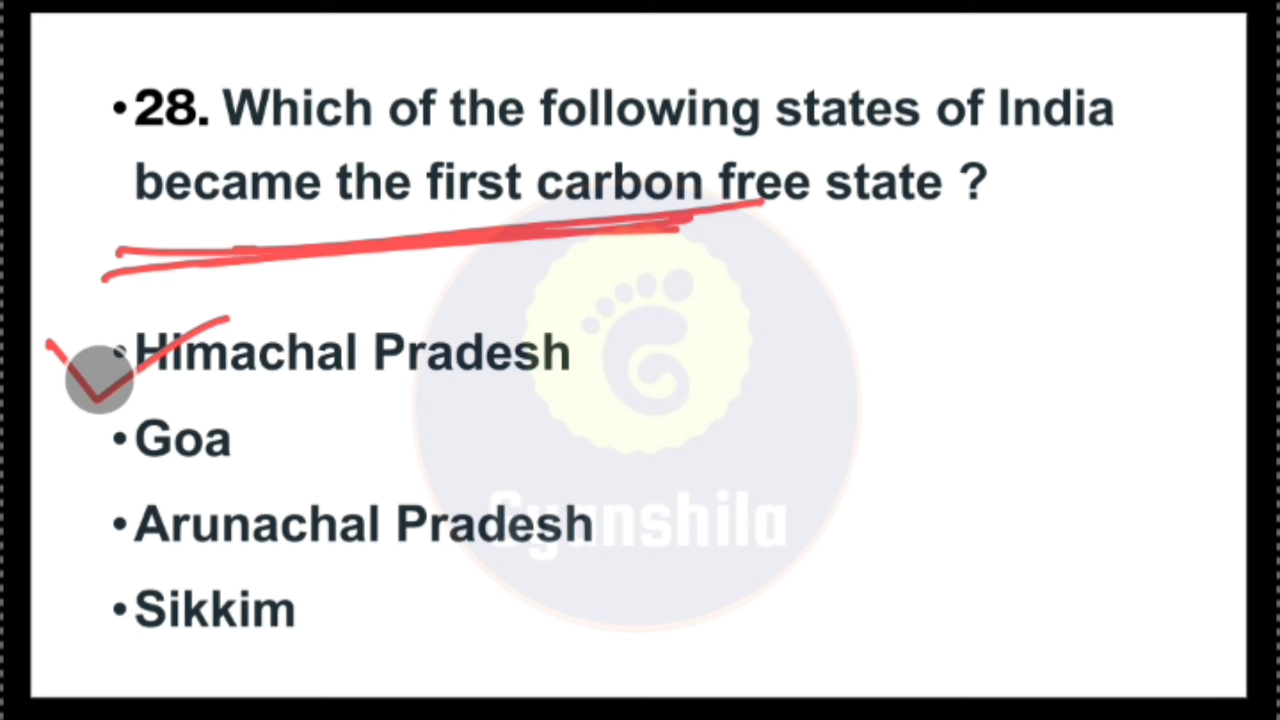 •28. Which of the following states of India
became the first carbon free state ?
•Himachal Pradesh
•Goa
•Arunachal Pradesh
•Sikkim
Gyanshila